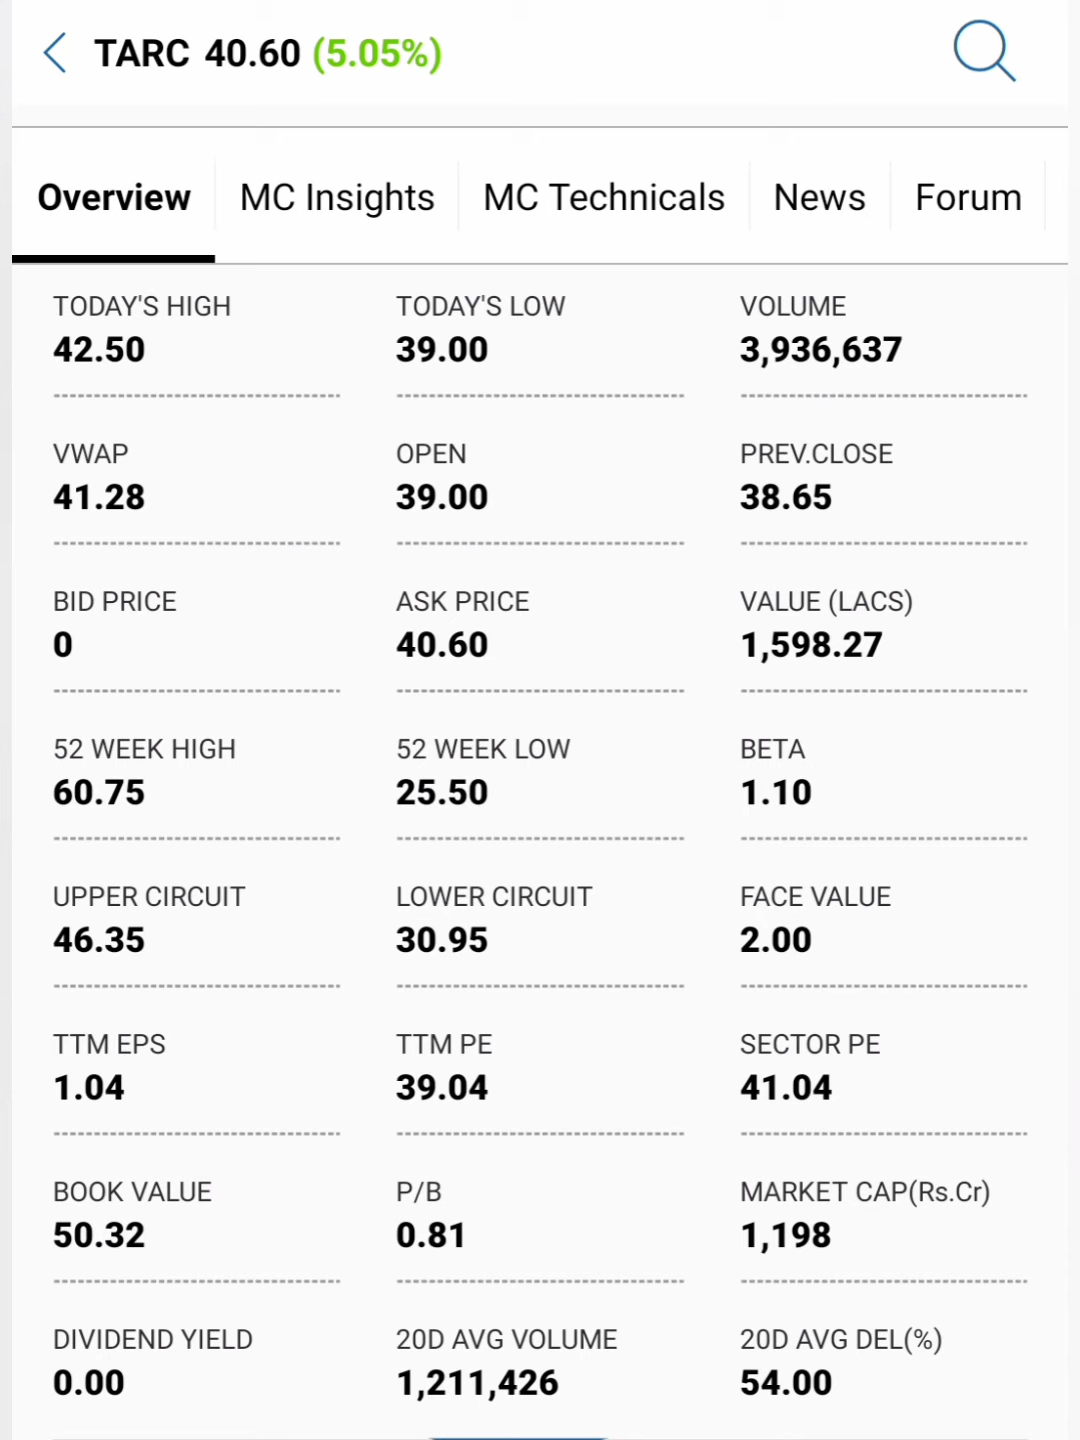 TARC 40.60 (5.05%)
Overview MC Insights MC Technicals News Forum
TODAY'S HIGH TODAY'S LOW VOLUME
42.50 39.00 3,936,637
VWAP OPEN PREV.CLOSE
41.28 39.00 38.65
BID PRICE ASK PRICE VALUE (LACS)
0 40.60 1,598.27
52 WEEK HIGH 52 WEEK LOW BETA
60.75 25.50 1.10
UPPER CIRCUIT LOWER CIRCUIT FACE VALUE
46.35 30.95 2.00
TTM EPS TTM PE SECTOR PE
1.04 39.04 41.04
BOOK VALUE P/B MARKET CAP(Rs.Cr)
50.32 0.81 1,198
DIVIDEND YIELD 20D AVG VOLUME 20D AVG DEL(%)
0.00 1,211,426 54.00